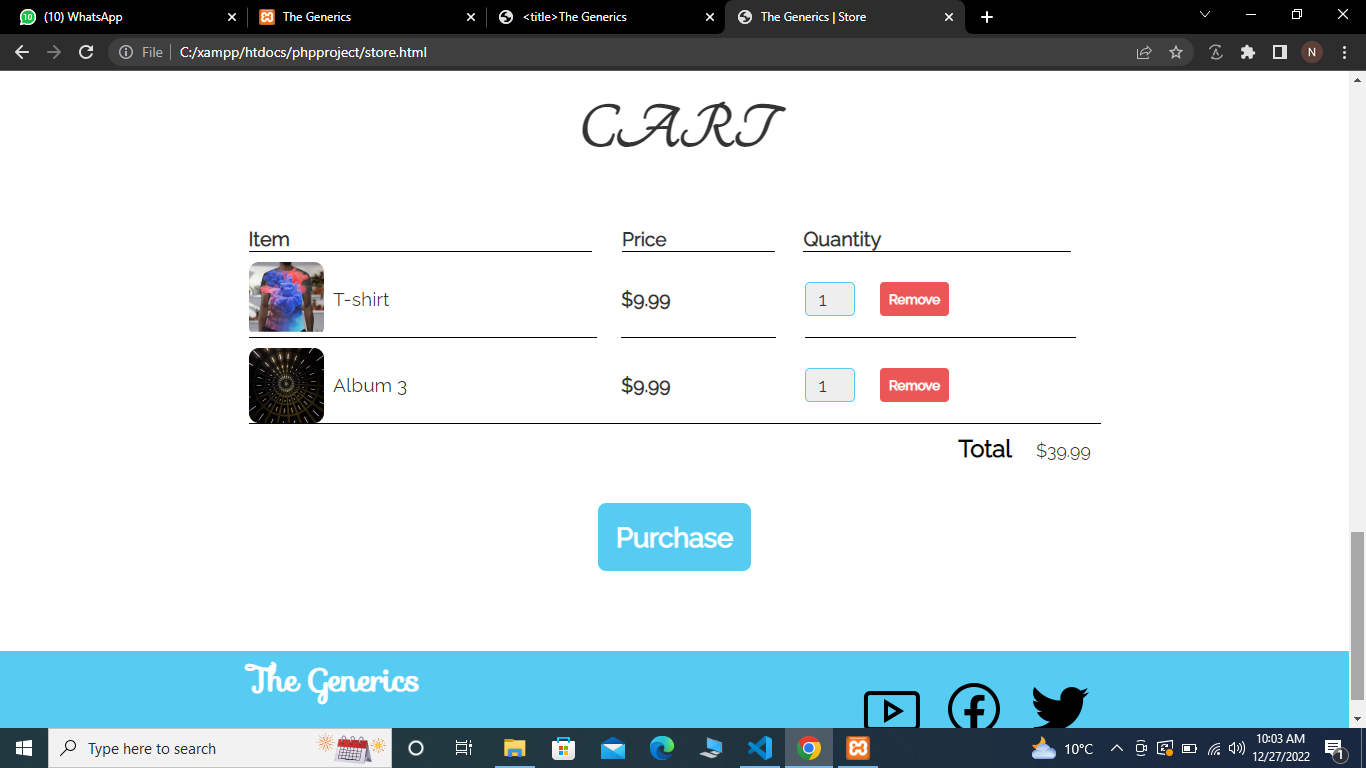 (10) WhatsApp
The Generics
<title>The Generics
The Generics | Store
File
C:/xampp/htdocs/phpproject/store.html
N
CART
Item Price Quantity
T-shirt $9.99 1 Remove
Album 3 $9.99 1 Remove
Total $39.99
Purchase
The Generics
Type here to search
10°C
10:03 AM
12/27/2022
1